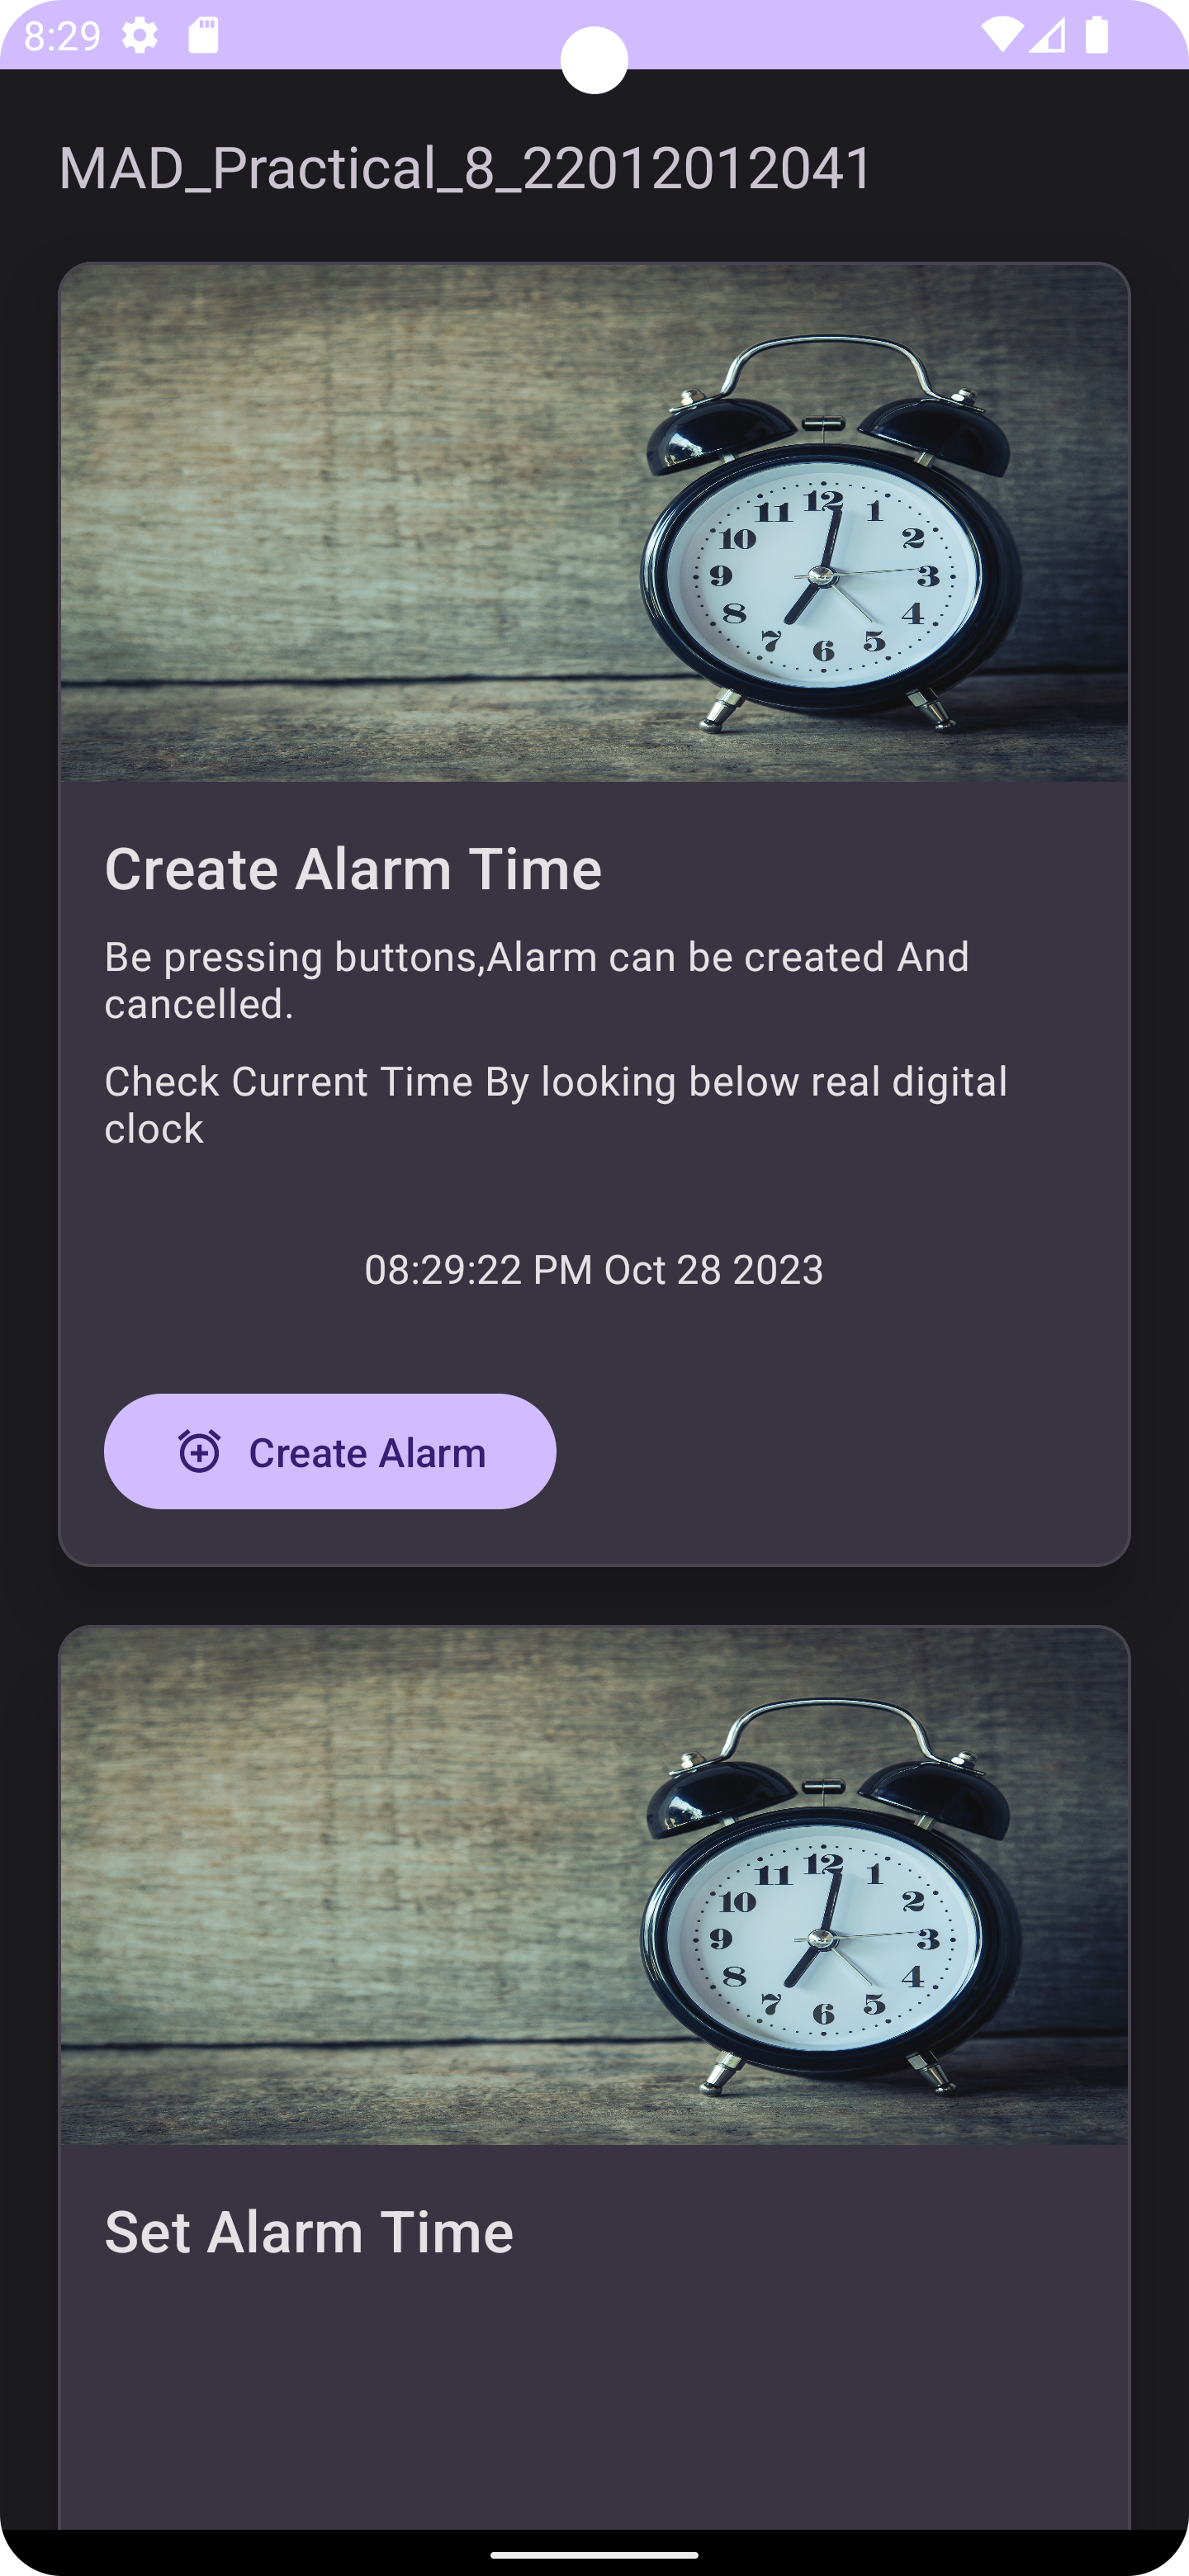 8:29
MAD_Practical_8_22012012041
12
11 1
10 2
9 3
8 4
7 5
6
Create Alarm Time
Be pressing buttons,Alarm can be created And
cancelled.
Check Current Time By looking below real digital
clock
08:29:22 PM Oct 28 2023
Create Alarm
12
11 1
10 2
9 3
8 4
7 5
6
Set Alarm Time